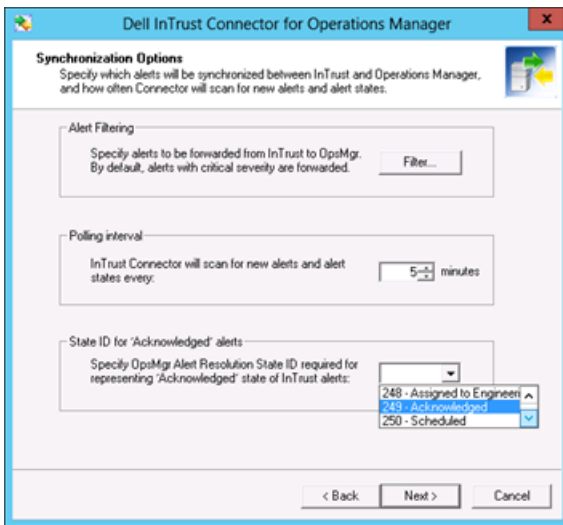 Dell InTrust Connector for Operations Manager
x
Synchronization Options
Specify which alerts will be synchronized between InTrust and Operations Manager,
and how often Connector will scan for new alerts and alert states.
Alert Filtering
Specify alerts to be forwarded from InTrust to OpsMgr.
By default, alerts with critical severity are forwarded.
Filter...
Polling interval
InTrust Connector will scan for new alerts and alert
states every:
5 minutes
State ID for 'Acknowledged' alerts
Specify OpsMgr Alert Resolution State ID required for
representing 'Acknowledged' state of InTrust alerts:
248 - Assigned to Engineeri
249 - Acknowledged
250 - Scheduled
< Back Next > Cancel